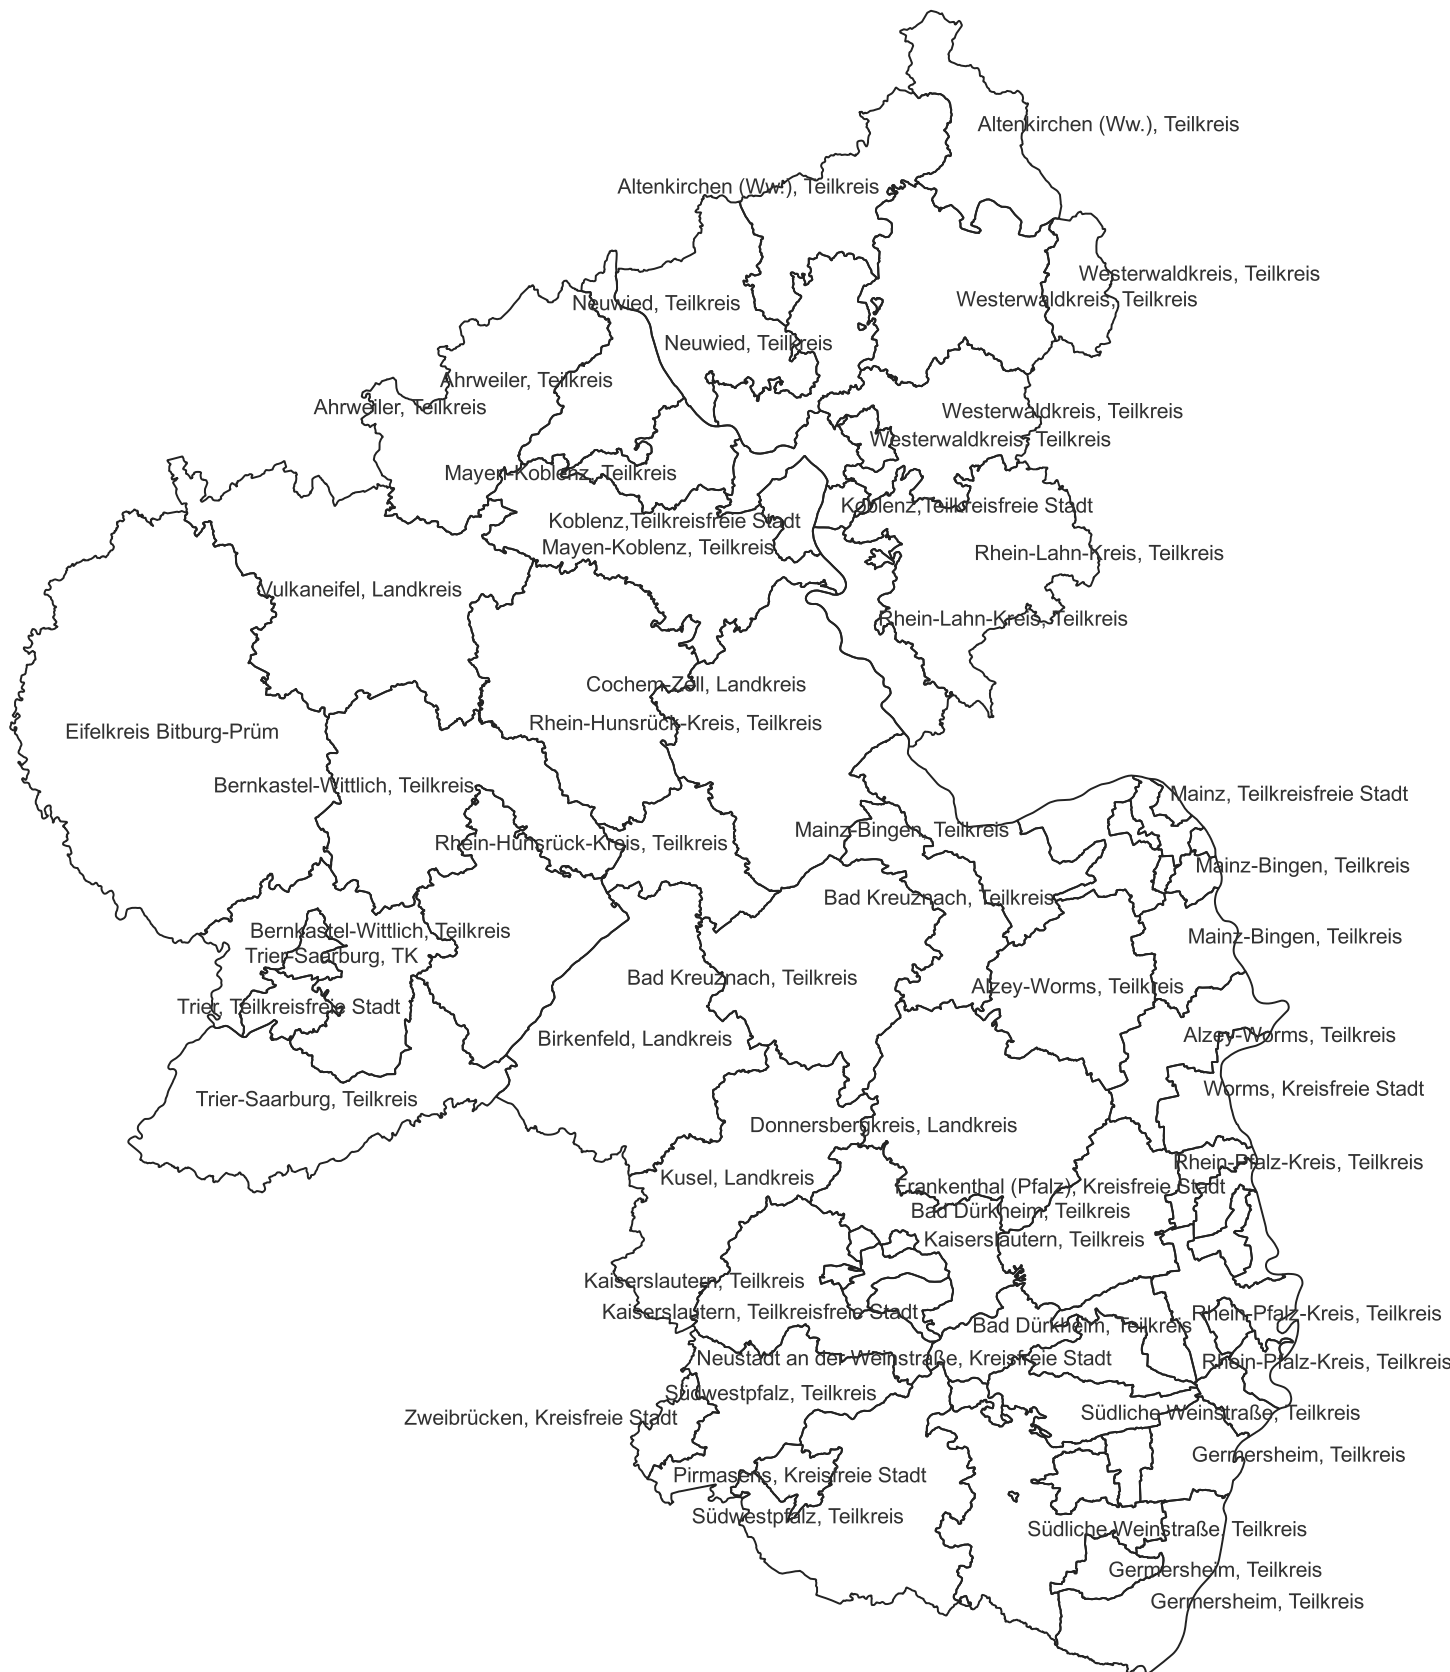 Altenkirchen (Ww.), Teilkreis
Altenkirchen (Ww.), Teilkreis
Westerwaldkreis, Teilkreis
Westerwaldkreis, Teilkreis
Neuwied, Teilkreis
Neuwied, Teilkreis
Ahrweiler, Teilkreis
Ahrweiler, Teilkreis
Westerwaldkreis, Teilkreis
Westerwaldkreis, Teilkreis
Mayen-Koblenz, Teilkreis
Koblenz,Teilkreisfreie Stadt
Koblenz,Teilkreisfreie Stadt
Mayen-Koblenz, Teilkreis
Rhein-Lahn-Kreis, Teilkreis
Vulkaneifel, Landkreis
Rhein-Lahn-Kreis, Teilkreis
Cochem-Zell, Landkreis
Rhein-Hunsrück-Kreis, Teilkreis
Eifelkreis Bitburg-Prüm
Bernkastel-Wittlich, Teilkreis
Mainz, Teilkreisfreie Stadt
Mainz-Bingen, Teilkreis
Rhein-Hunsrück-Kreis, Teilkreis
Mainz-Bingen, Teilkreis
Bad Kreuznach, Teilkreis
Bernkastel-Wittlich, Teilkreis
Mainz-Bingen, Teilkreis
Trier-Saarburg, TK
Bad Kreuznach, Teilkreis
Alzey-Worms, Teilkreis
Trier, Teilkreisfreie Stadt
Birkenfeld, Landkreis
Alzey-Worms, Teilkreis
Worms, Kreisfreie Stadt
Trier-Saarburg, Teilkreis
Donnersbergkreis, Landkreis
Rhein-Pfalz-Kreis, Teilkreis
Kusel, Landkreis
Frankenthal (Pfalz), Kreisfreie Stadt
Bad Dürkheim, Teilkreis
Kaiserslautern, Teilkreis
Kaiserslautern, Teilkreis
Kaiserslautern, Teilkreisfreie Stadt
Rhein-Pfalz-Kreis, Teilkreis
Bad Dürkheim, Teilkreis
Neustadt an der Weinstraße, Kreisfreie Stadt
Rhein-Pfalz-Kreis, Teilkreis
Südwestpfalz, Teilkreis
Südliche Weinstraße, Teilkreis
Zweibrücken, Kreisfreie Stadt
Germersheim, Teilkreis
Pirmasens, Kreisfreie Stadt
Südwestpfalz, Teilkreis
Südliche Weinstraße, Teilkreis
Germersheim, Teilkreis
Germersheim, Teilkreis